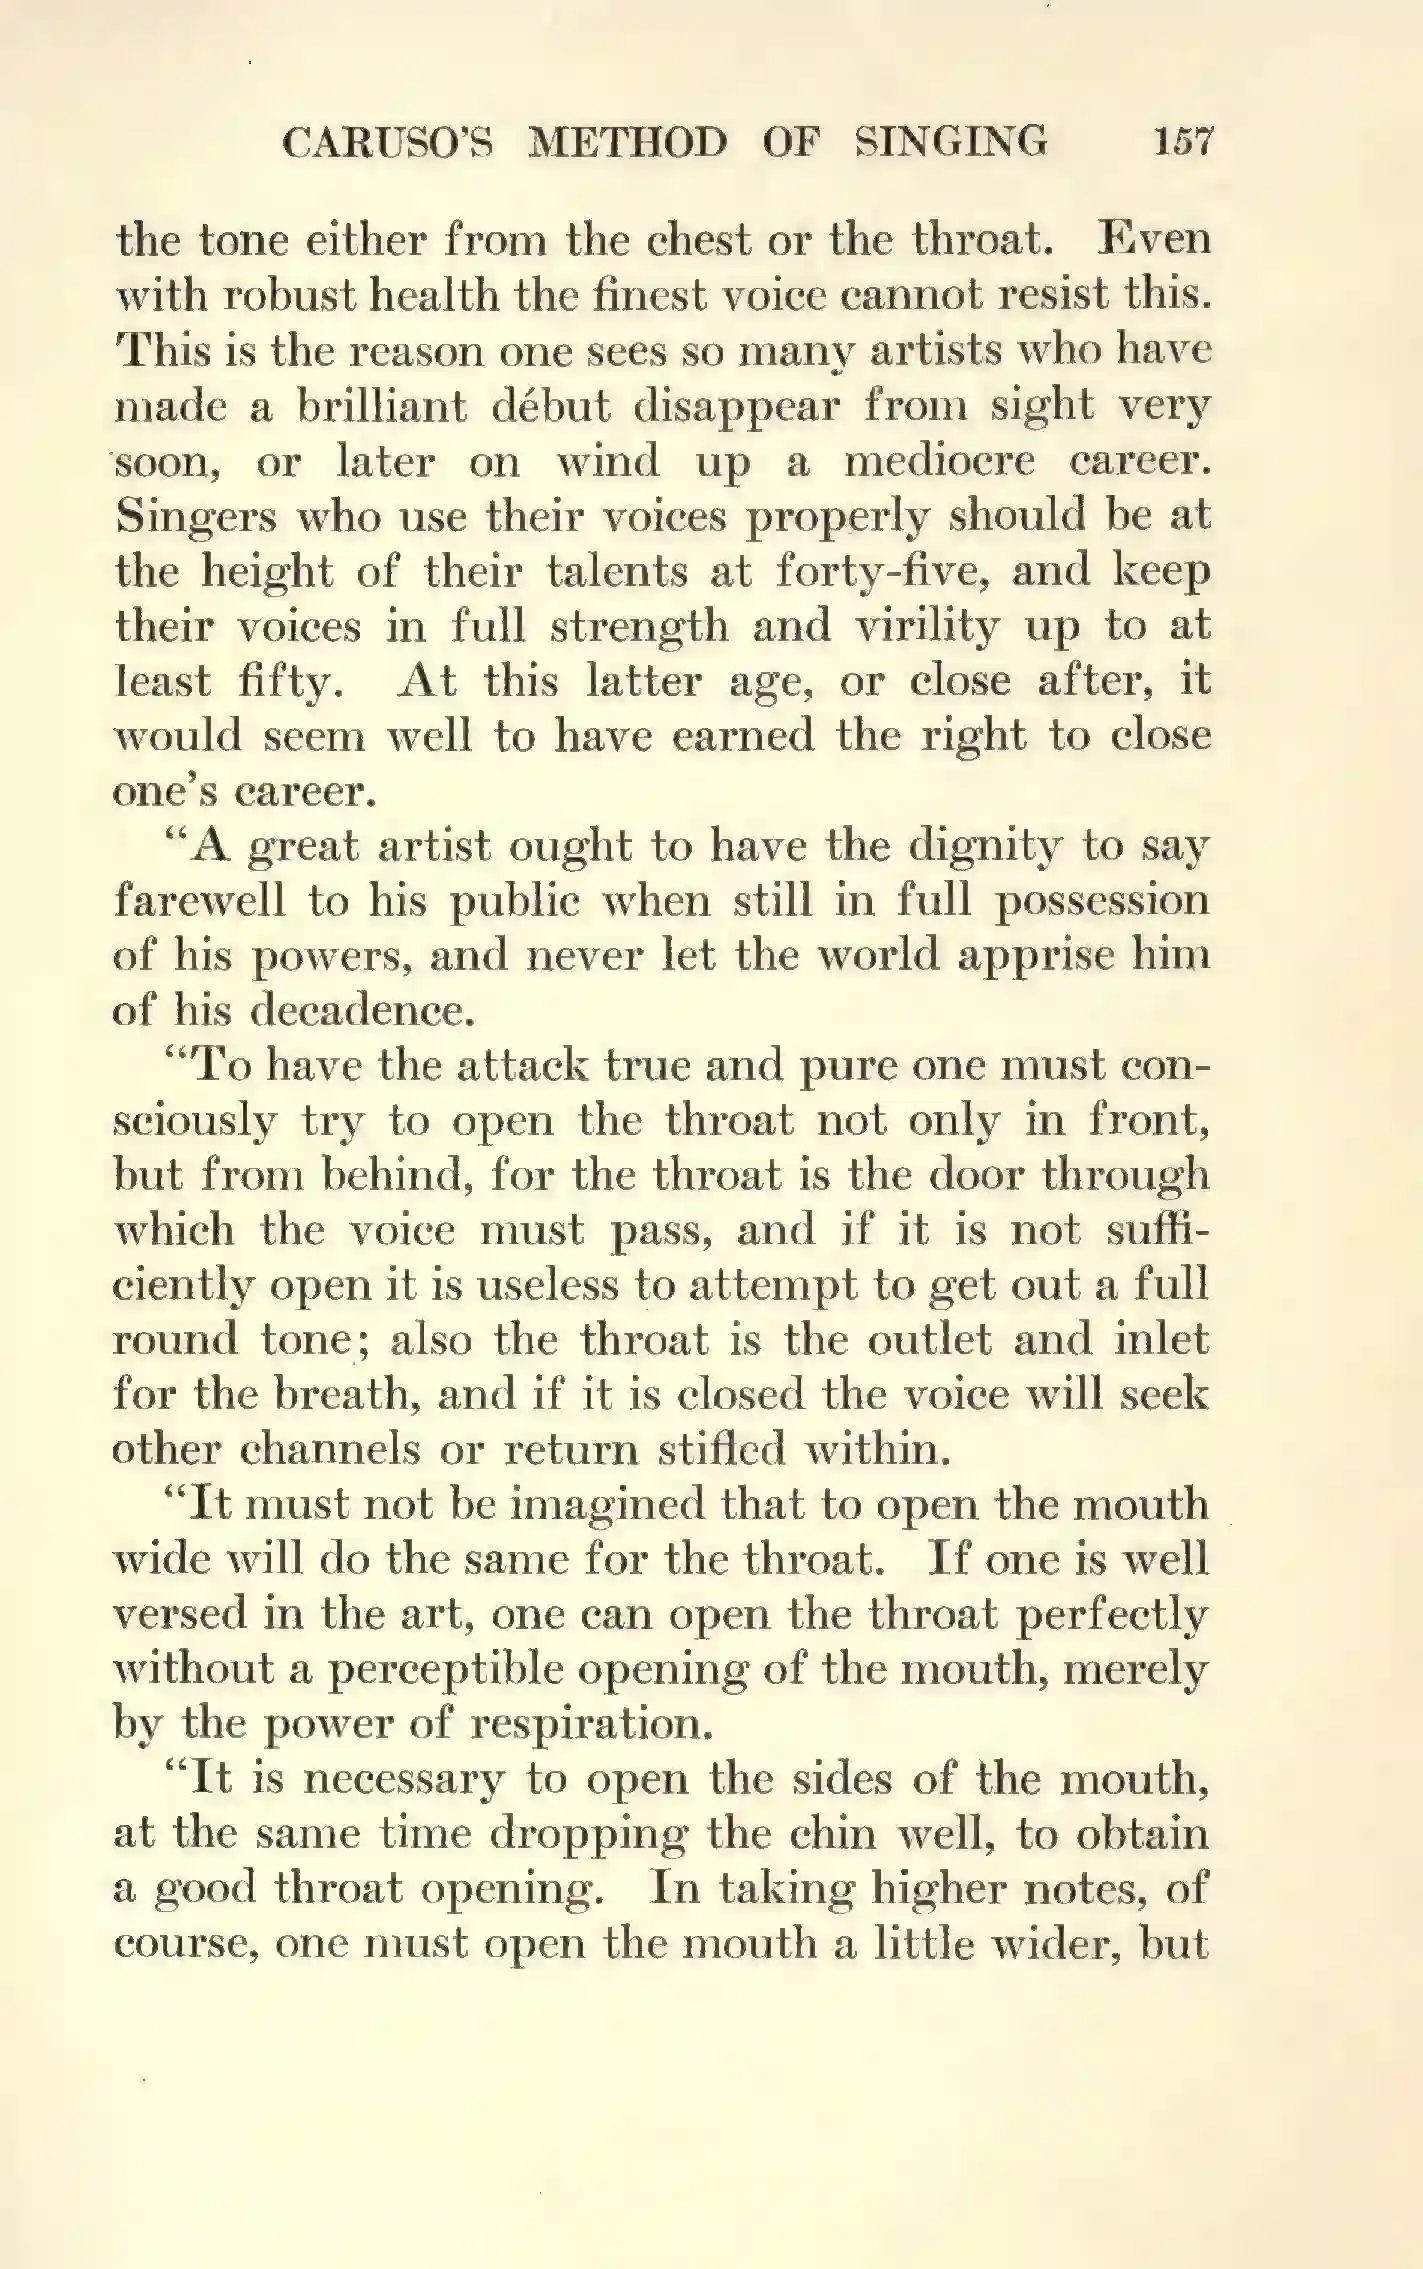 CARUSO'S METHOD OF SINGING 157
the tone either from the chest or the throat. Even
with robust health the finest voice cannot resist this.
This is the reason one sees so many artists who have
made a brilliant début disappear from sight very
soon, or later on wind up a mediocre career.
Singers who use their voices properly should be at
the height of their talents at forty-five, and keep
their voices in full strength and virility up to at
least fifty. At this latter age, or close after, it
would seem well to have earned the right to close
one's career.
"A great artist ought to have the dignity to say
farewell to his public when still in full possession
of his powers, and never let the world apprise him
of his decadence.
"To have the attack true and pure one must con-
sciously try to open the throat not only in front,
but from behind, for the throat is the door through
which the voice must pass, and if it is not suffi-
ciently open it is useless to attempt to get out a full
round tone; also the throat is the outlet and inlet
for the breath, and if it is closed the voice will seek
other channels or return stifled within.
"It must not be imagined that to open the mouth
wide will do the same for the throat. If one is well
versed in the art, one can open the throat perfectly
without a perceptible opening of the mouth, merely
by the power of respiration.
"It is necessary to open the sides of the mouth,
at the same time dropping the chin well, to obtain
a good throat opening. In taking higher notes, of
course, one must open the mouth a little wider, but